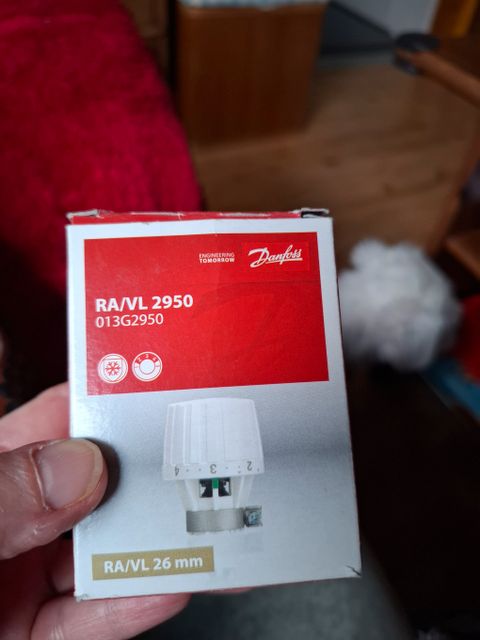 ENGINEERING
TOMORROW
Danfoss
RA/VL 2950
013G2950
4 3 2
RA/VL 26 mm